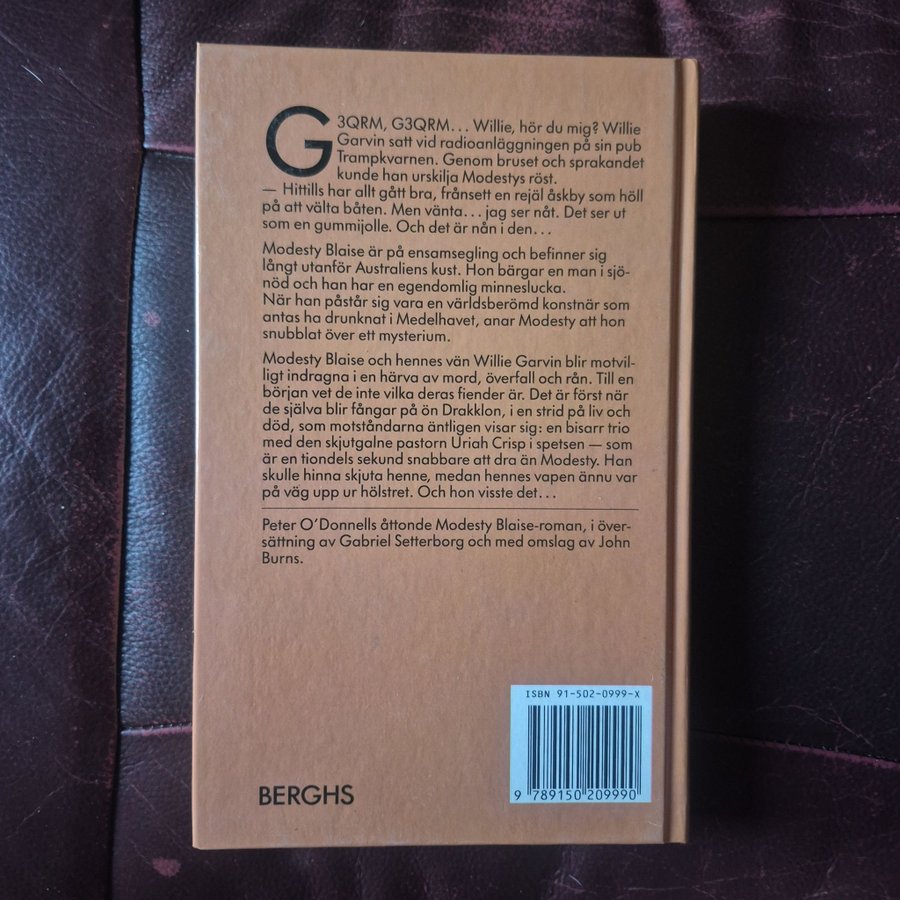 G3QRM, G3QRM... Willie, hör du mig? Willie
Garvin satt vid radioanläggningen på sin pub
Trampkvarnen. Genom bruset och sprakandet
kunde han urskilja Modestys röst.
— Hittills har allt gått bra, frånsett en rejäl åskby som höll
på att välta båten. Men vänta... jag ser nåt. Det ser ut
som en gummijolle. Och det är nån i den...
Modesty Blaise är på ensamsegling och befinner sig
långt utanför Australiens kust. Hon bärgar en man i sjö-
nöd och han har en egendomlig minneslucka.
När han påstår sig vara en världsberömd konstnär som
antas ha drunknat i Medelhavet, anar Modesty att hon
snubblat över ett mysterium.
Modesty Blaise och hennes vän Willie Garvin blir motvil-
ligt indragna i en härva av mord, överfall och rån. Till en
början vet de inte vilka deras fiender är. Det är först när
de själva blir fångar på ön Drakklon, i en strid på liv och
död, som motståndarna äntligen visar sig: en bisarr trio
med den skjutgalne pastorn Uriah Crisp i spetsen — som
är en tiondels sekund snabbare att dra än Modesty. Han
skulle hinna skjuta henne, medan hennes vapen ännu var
på väg upp ur hölstret. Och hon visste det...
Peter O'Donnells åttonde Modesty Blaise-roman, i över-
sättning av Gabriel Setterborg och med omslag av John
Burns.
ISBN 91-502-0999-X
9 789150 209990
BERGHS